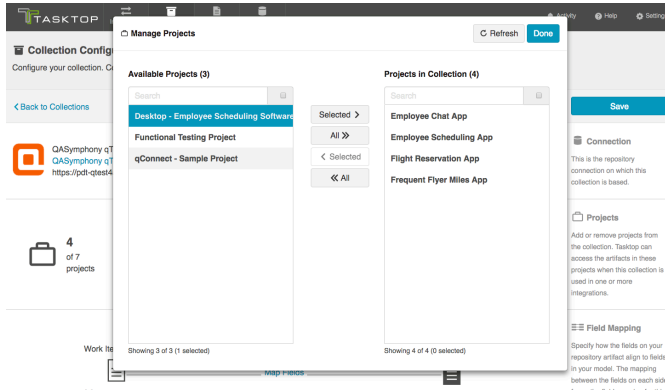 TASKTOP
Activity
Help
Setting
Collection Config
Configure your collection. C
Back to Collections
QASymphony qT
QASymphony qT
https://pdt-qtest4
4
of 7
projects
Work Ite
Manage Projects
Refresh
Done
Available Projects (3)
Search
Desktop - Employee Scheduling Software
Functional Testing Project
qConnect - Sample Project
Showing 3 of 3 (1 selected)
Selected
All
Selected
All
Projects in Collection (4)
Search
Employee Chat App
Employee Scheduling App
Flight Reservation App
Frequent Flyer Miles App
Showing 4 of 4 (0 selected)
Map Fields
Save
Connection
This is the repository
connection on which this
collection is based.
Projects
Add or remove projects from
the collection. Tasktop can
access the artifacts in these
projects when this collection is
used in one or more
integrations.
Field Mapping
Specify how the fields on your
repository artifact align to fields
in your model. The mapping
between the fields on each side